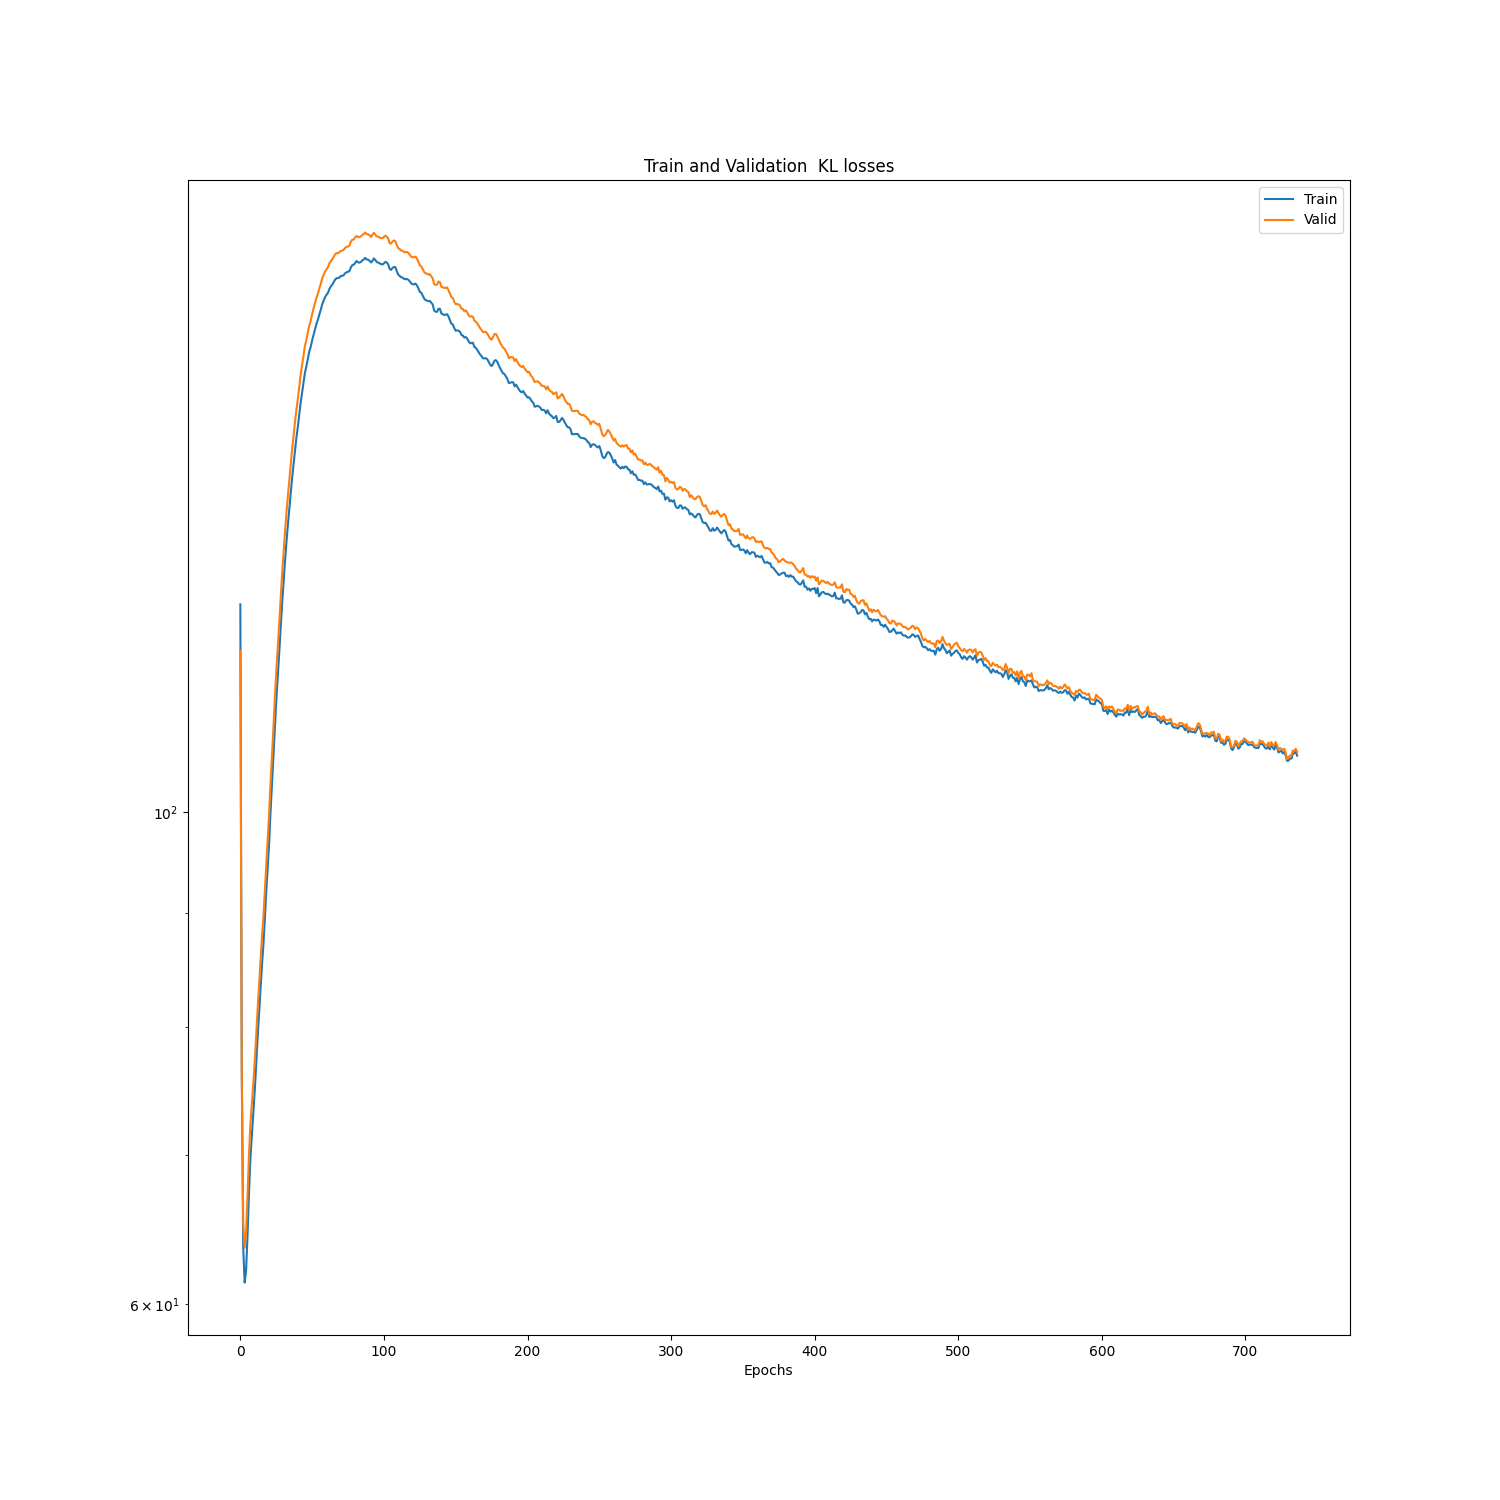 Train and Validation  KL losses
Train
Valid
10²
6 × 10¹
0 100 200 300 400 500 600 700
Epochs